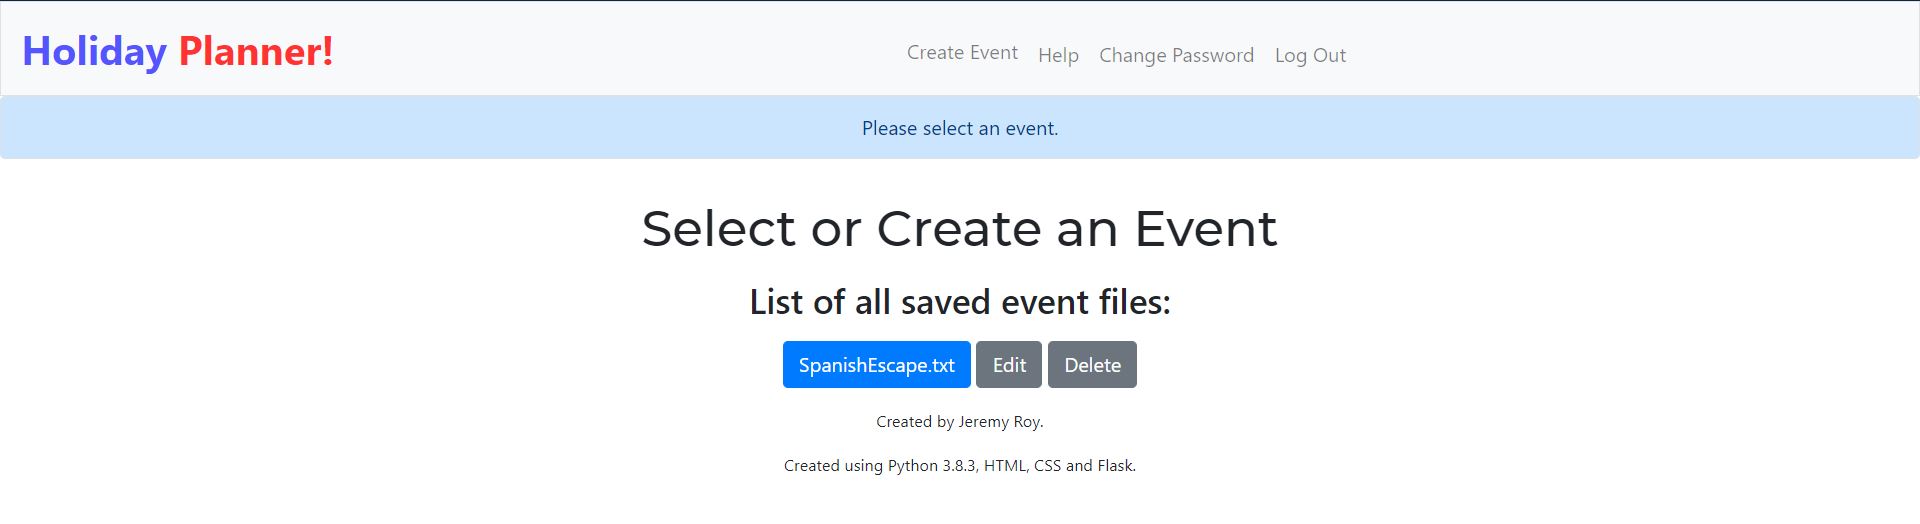 Holiday Planner!
Create Event Help Change Password Log Out
Please select an event.
Select or Create an Event
List of all saved event files:
SpanishEscape.txt Edit Delete
Created by Jeremy Roy.
Created using Python 3.8.3, HTML, CSS and Flask.